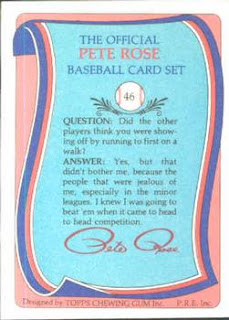 THE OFFICIAL
PETE ROSE
BASEBALL CARD SET
46
QUESTION: Did the other
players think you were show-
ing off by running to first on a
walk?
ANSWER: Yes, but that
didn't bother me, because the
people that were jealous of
me, especially in the minor
leagues. I knew I was going to
beat 'em when it came to head
to head competition.
Pete Rose
Designed by TOPPS CHEWING GUM Inc. P.R.E. Inc.